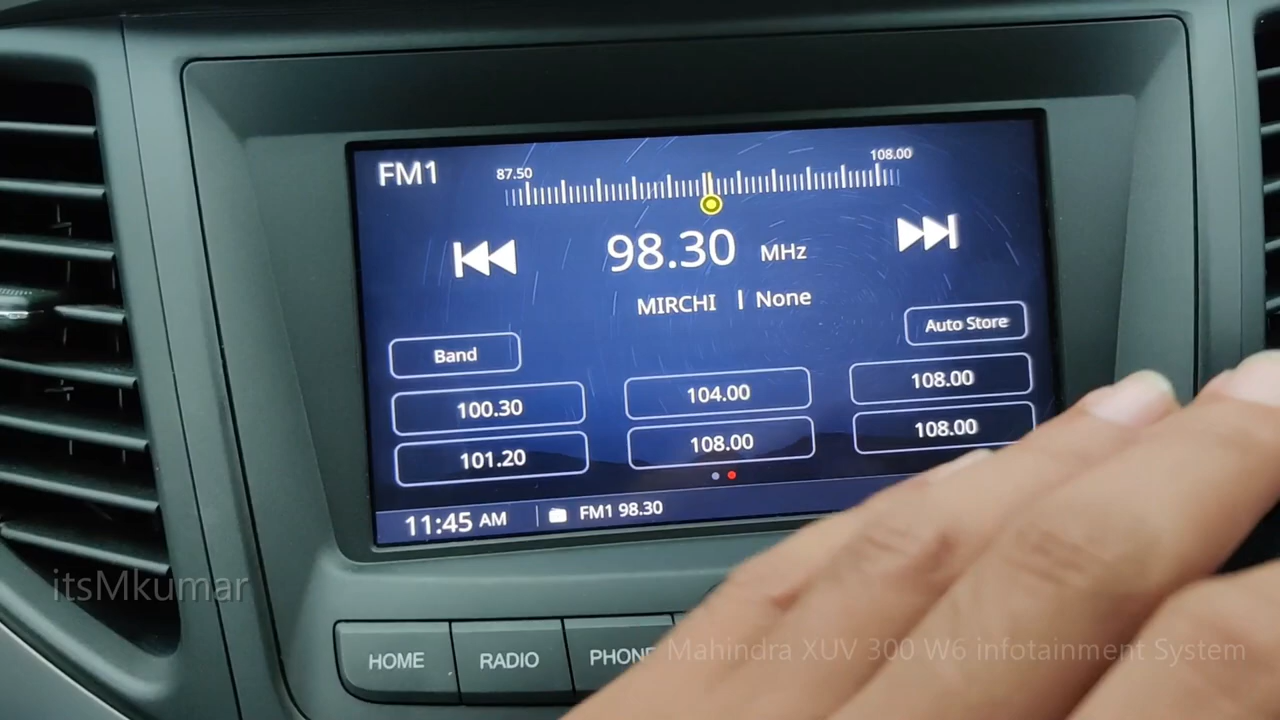 FM1
87.50
108.00
98.30 MHz
MIRCHI | None
Band
Auto Store
100.30
104.00
108.00
101.20
108.00
108.00
11:45 AM
FM1 98.30
HOME
RADIO
PHONE
itsMkumar
Mahindra XUV 300 W6 infotainment System